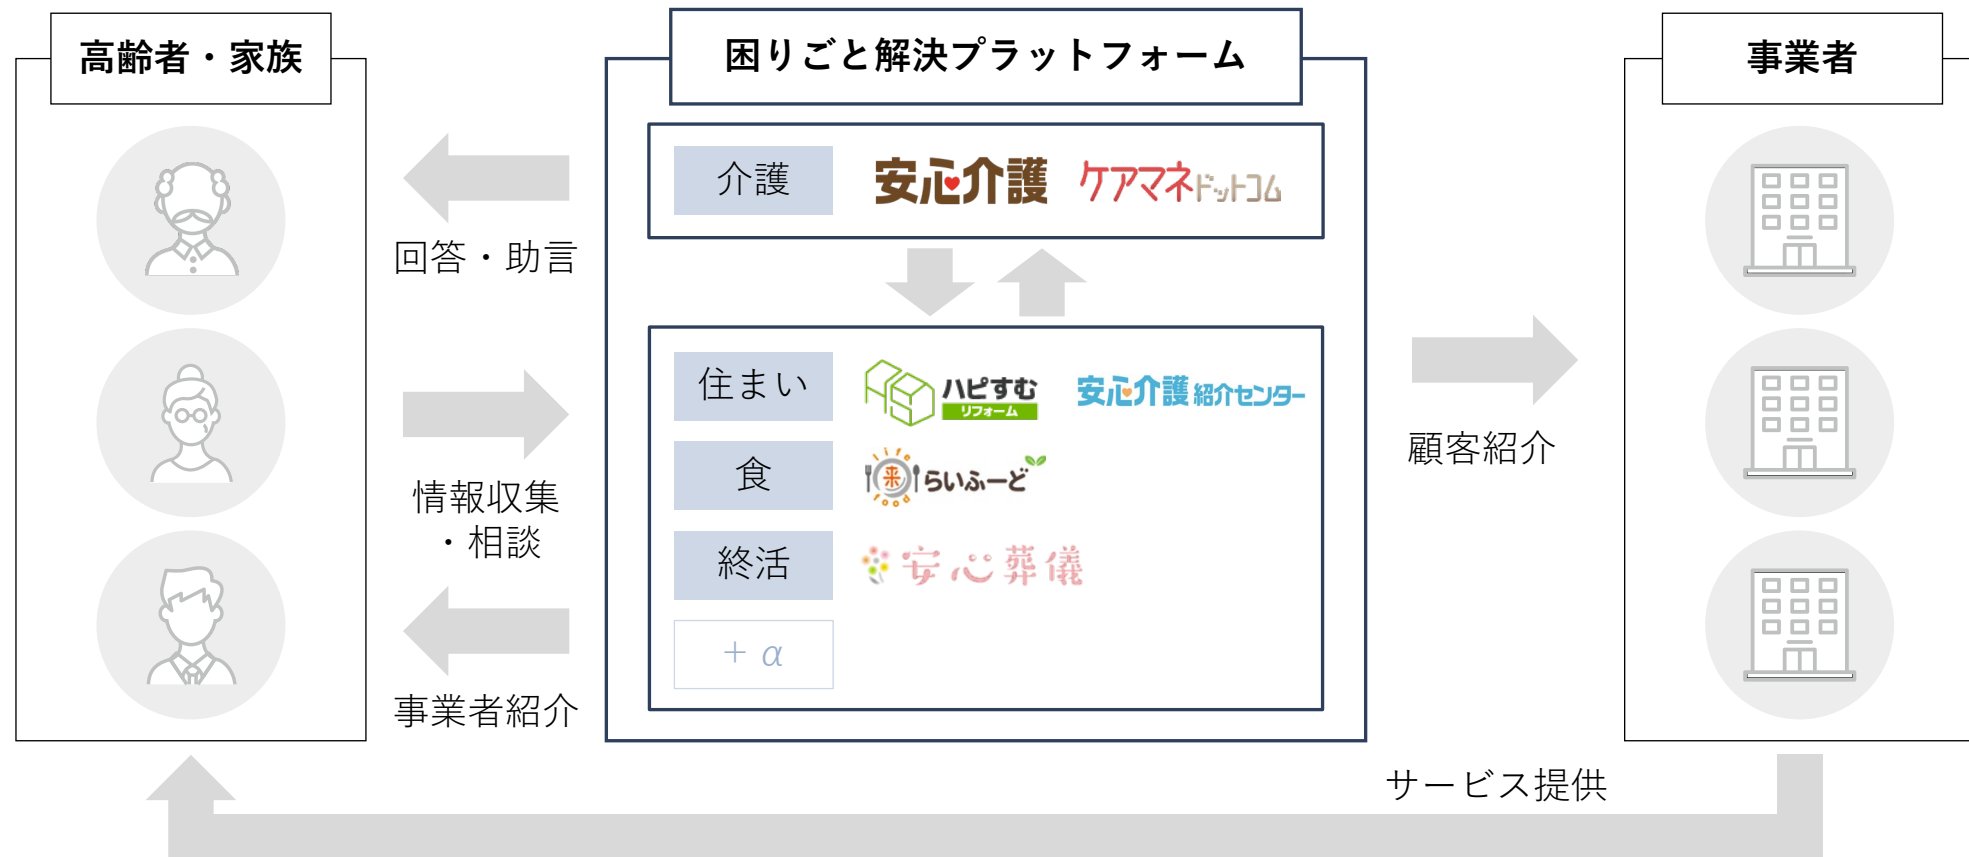 高齢者・家族
困りごと解決プラットフォーム
事業者
回答・助言
情報収集
・相談
事業者紹介
介護
安心介護
ケアマネドットコム
住まい
ハピすむ
リフォーム
安心介護紹介センター
食
life
来
food
らいふーど
終活
安心葬儀
+ α
顧客紹介
サービス提供